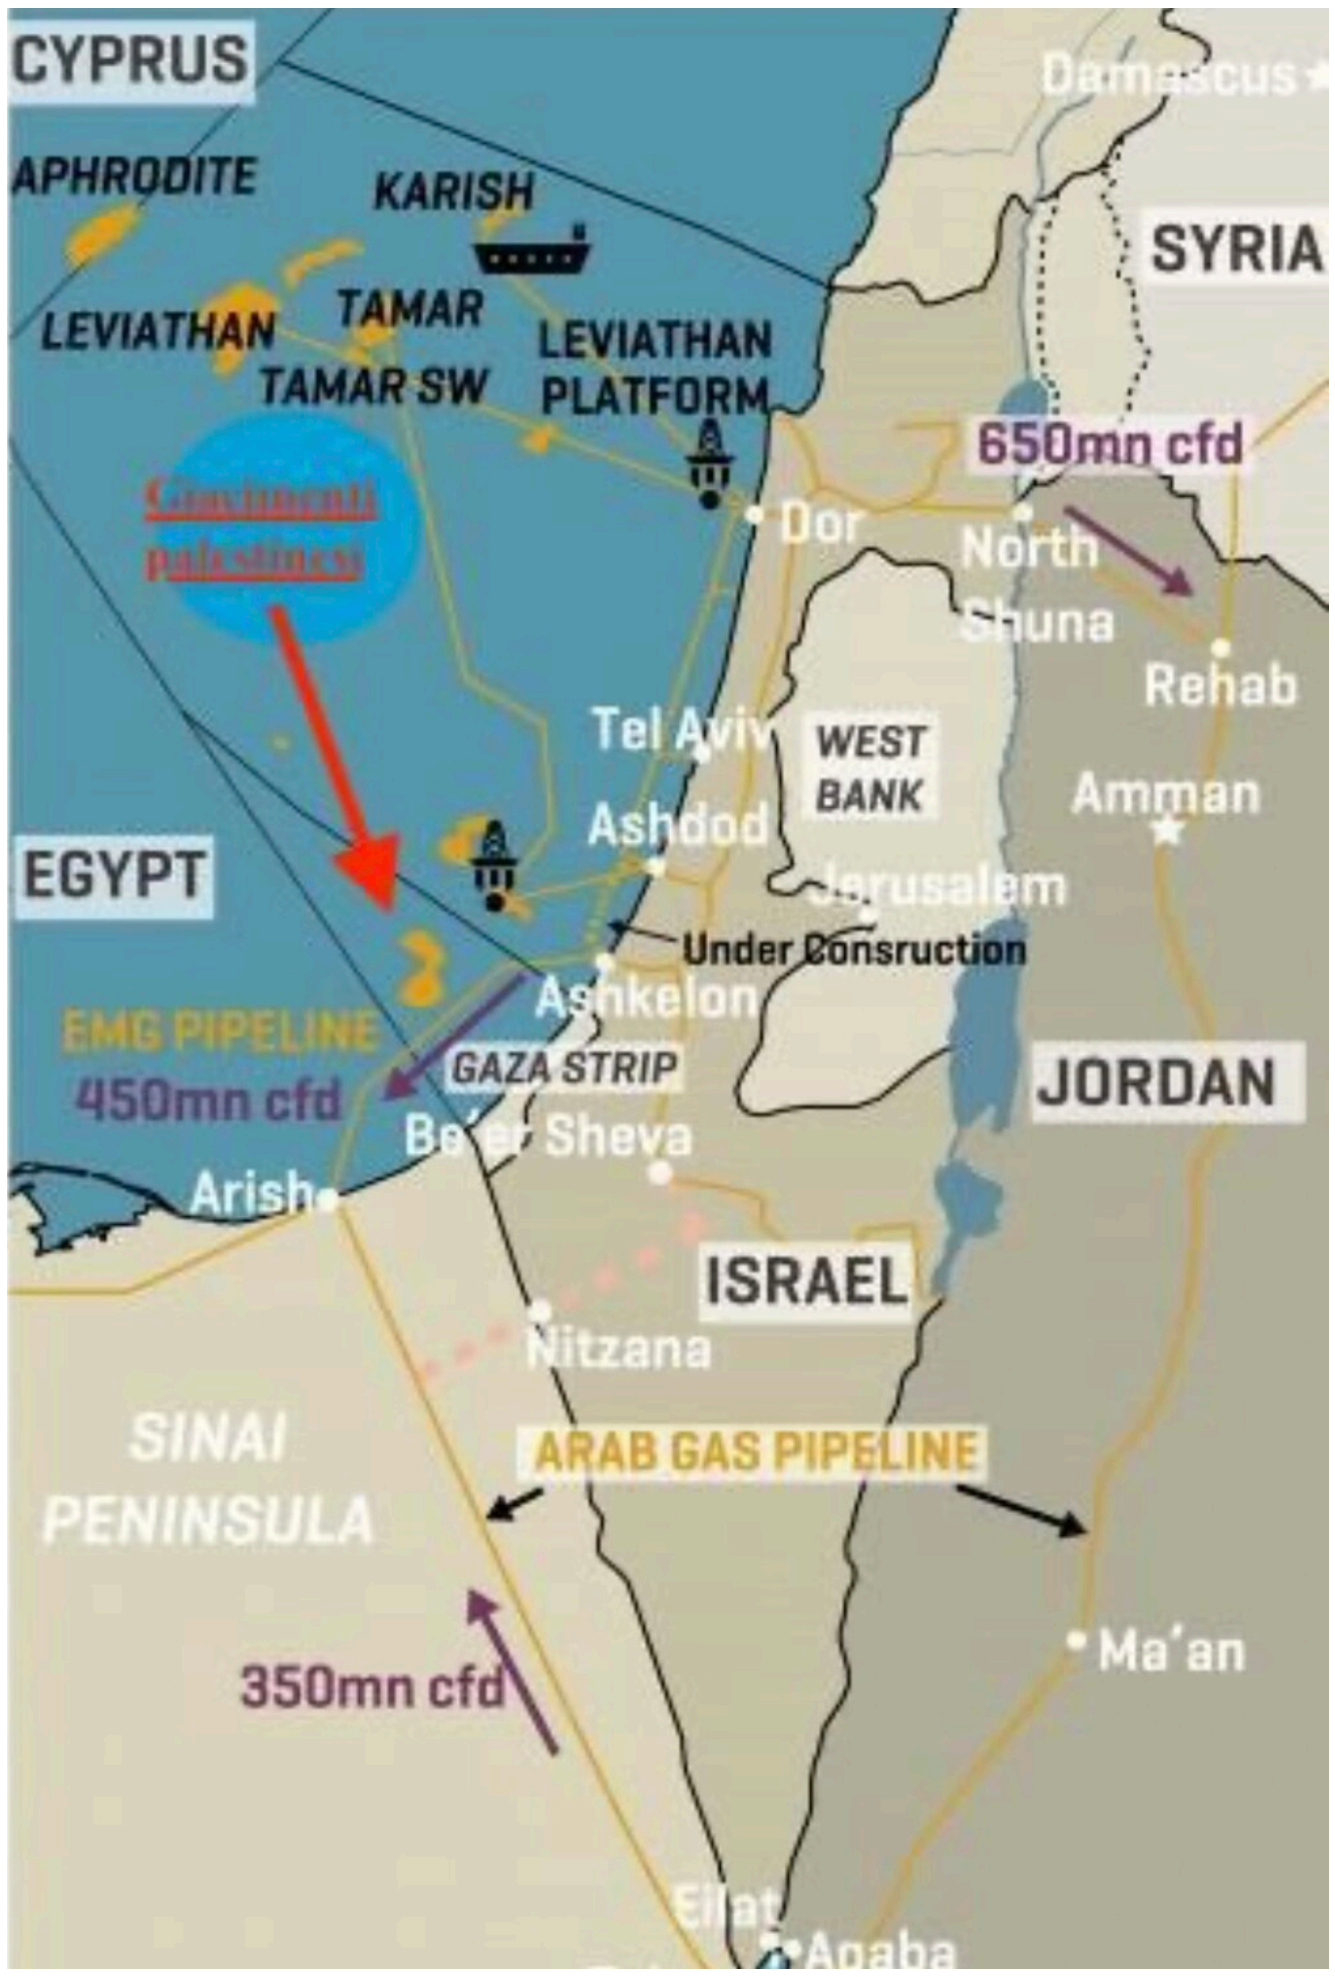 CYPRUS
Damascus
APHRODITE
KARISH
SYRIA
LEVIATHAN
TAMAR
LEVIATHAN
PLATFORM
TAMAR SW
650mn cfd
Giacimenti
palestinesi
Dor
North
Shuna
Rehab
Tel Aviv
WEST
BANK
Amman
Ashdod
EGYPT
Jerusalem
Under Consruction
Ashkelon
EMG PIPELINE
450mn cfd
GAZA STRIP
JORDAN
Be'er Sheva
Arish
ISRAEL
Nitzana
SINAI
PENINSULA
ARAB GAS PIPELINE
350mn cfd
Ma'an
Eilat
Aqaba